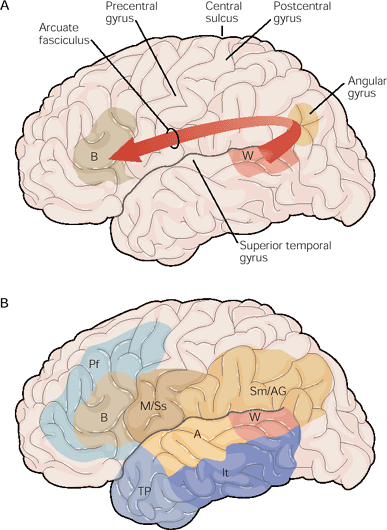 A
Precentral
gyrus
Central
sulcus
Postcentral
gyrus
Arcuate
fasciculus
Angular
gyrus
B
W
Superior temporal
gyrus
B
Pf
Sm/AG
M/Ss
B
W
A
It
TP